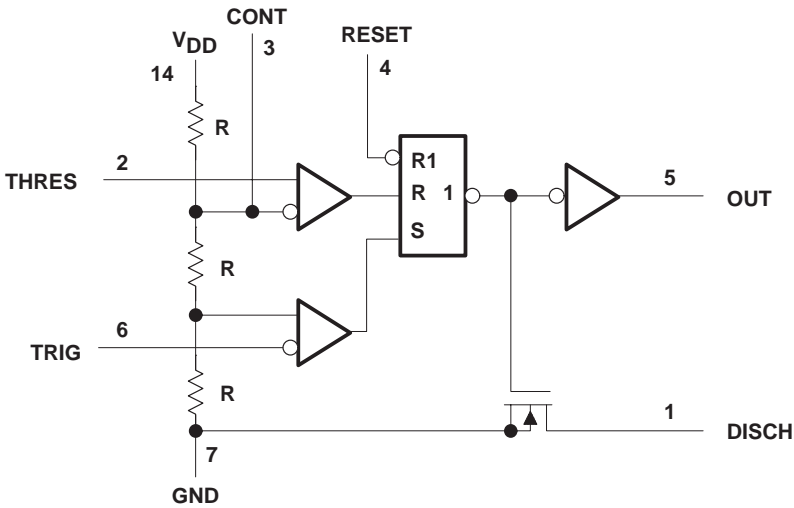 CONT
3
VDD
14
RESET
4
R
THRES
2
R1
R 1
S
5
OUT
R
TRIG
6
R
1
DISCH
7
GND